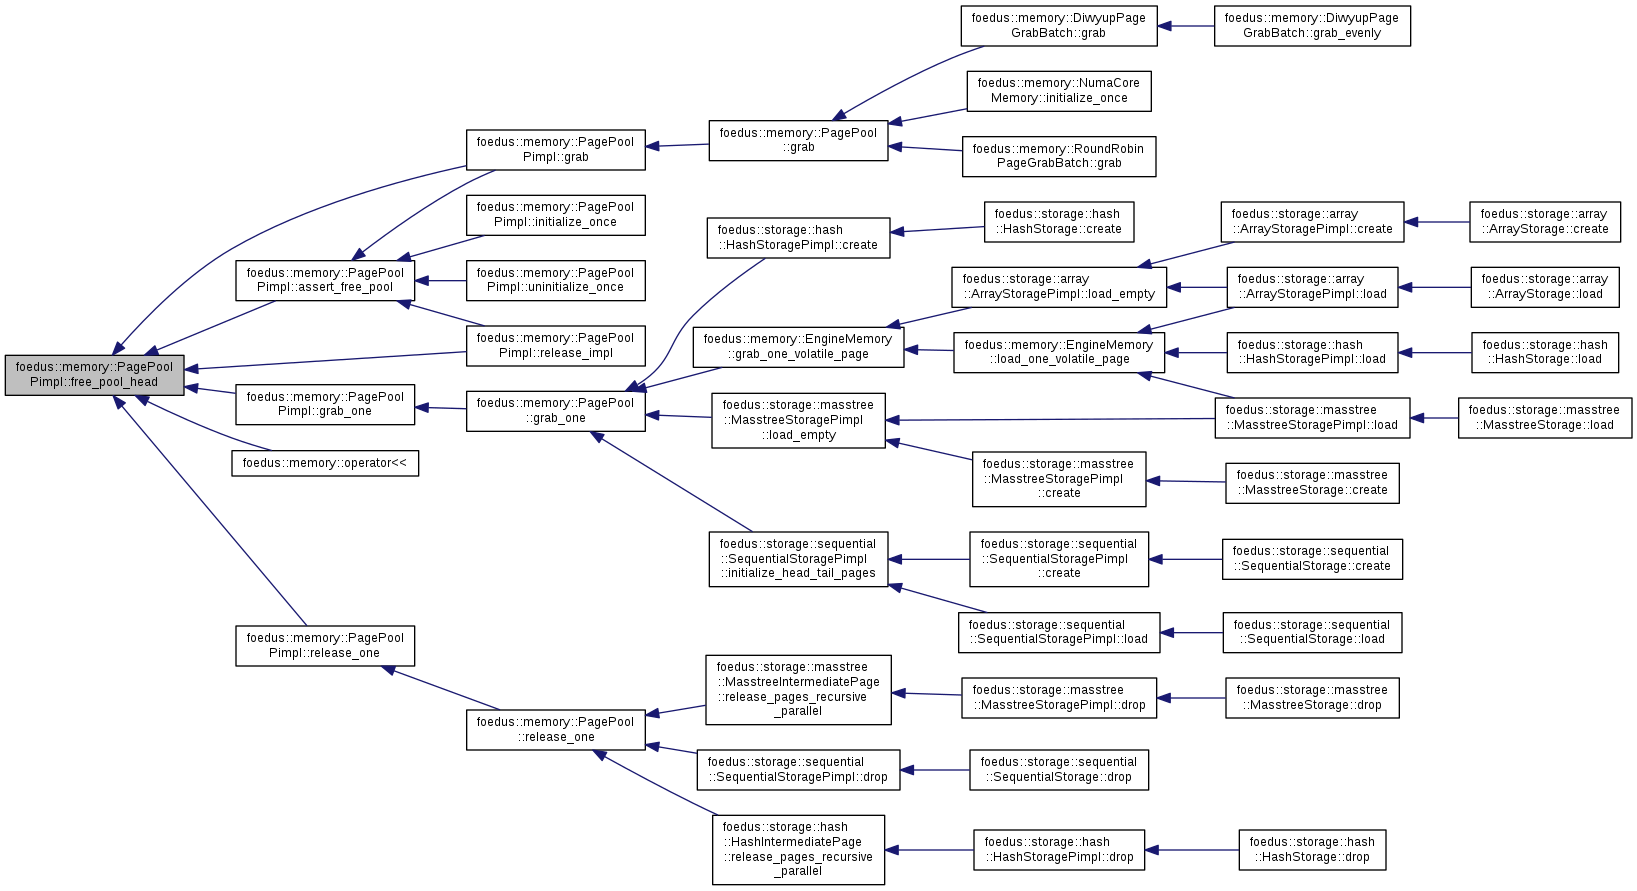 foedus::memory::PagePool
Pimpl::free_pool_head
foedus::memory::PagePool
Pimpl::grab
foedus::memory::PagePool
::grab
foedus::memory::DivvyupPage
GrabBatch::grab
foedus::memory::DivvyupPage
GrabBatch::grab_evenly
foedus::memory::NumaCore
Memory::initialize_once
foedus::memory::RoundRobin
PageGrabBatch::grab
foedus::memory::PagePool
Pimpl::assert_free_pool
foedus::memory::PagePool
Pimpl::initialize_once
foedus::memory::PagePool
Pimpl::uninitialize_once
foedus::memory::PagePool
Pimpl::release_impl
foedus::memory::PagePool
Pimpl::grab_one
foedus::memory::PagePool
::grab_one
foedus::storage::hash
::HashStoragePimpl::create
foedus::storage::hash
::HashStorage::create
foedus::memory::EngineMemory
::grab_one_volatile_page
foedus::storage::array
::ArrayStoragePimpl::load_empty
foedus::storage::array
::ArrayStoragePimpl::create
foedus::storage::array
::ArrayStorage::create
foedus::storage::array
::ArrayStoragePimpl::load
foedus::storage::array
::ArrayStorage::load
foedus::memory::EngineMemory
::load_one_volatile_page
foedus::storage::hash
::HashStoragePimpl::load
foedus::storage::hash
::HashStorage::load
foedus::storage::masstree
::MasstreeStoragePimpl::load
foedus::storage::masstree
::MasstreeStorage::load
foedus::storage::masstree
::MasstreeStoragePimpl
::load_empty
foedus::storage::masstree
::MasstreeStoragePimpl
::create
foedus::storage::masstree
::MasstreeStorage::create
foedus::storage::sequential
::SequentialStoragePimpl
::initialize_head_tail_pages
foedus::storage::sequential
::SequentialStoragePimpl
::create
foedus::storage::sequential
::SequentialStorage::create
foedus::storage::sequential
::SequentialStoragePimpl::load
foedus::storage::sequential
::SequentialStorage::load
foedus::memory::operator<<
foedus::memory::PagePool
Pimpl::release_one
foedus::memory::PagePool
::release_one
foedus::storage::masstree
::MasstreeIntermediatePage
::release_pages_recursive
_parallel
foedus::storage::masstree
::MasstreeStoragePimpl::drop
foedus::storage::masstree
::MasstreeStorage::drop
foedus::storage::sequential
::SequentialStoragePimpl::drop
foedus::storage::sequential
::SequentialStorage::drop
foedus::storage::hash
::HashIntermediatePage
::release_pages_recursive
_parallel
foedus::storage::hash
::HashStoragePimpl::drop
foedus::storage::hash
::HashStorage::drop